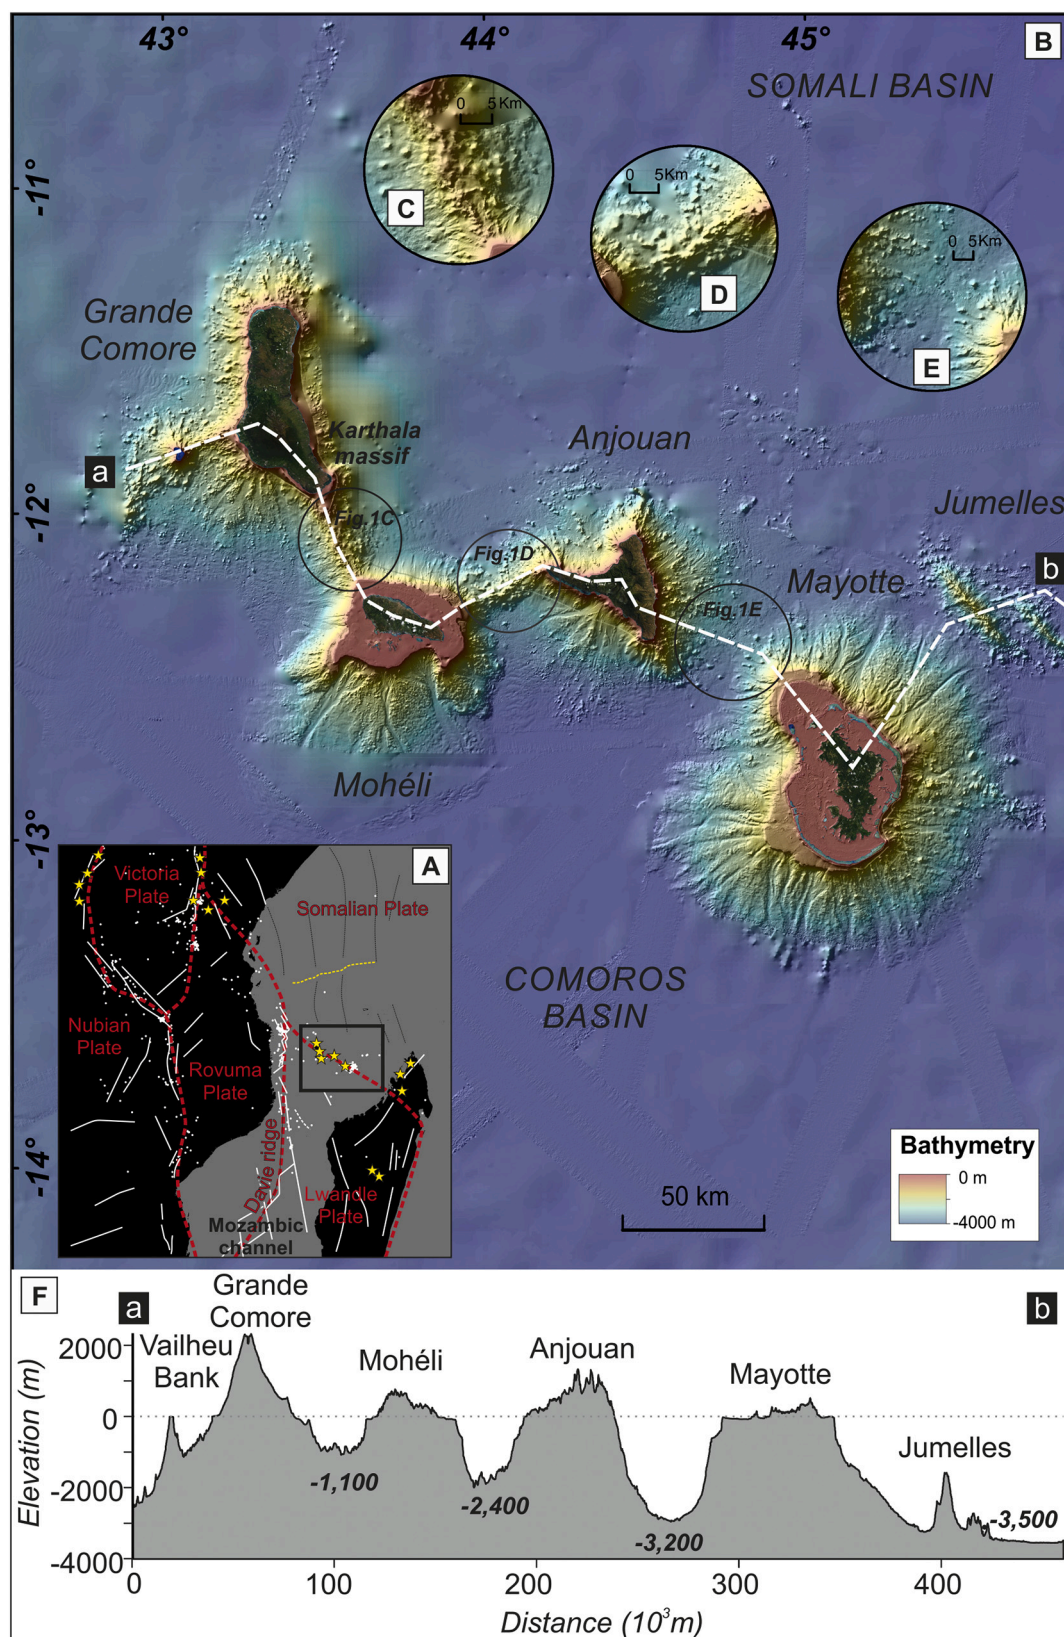 43°
44°
45°
B
SOMALI BASIN
0 5Km
C
0 5Km
D
0 5Km
E
-11°
Grande
Comore
Karthala
massif
a
Anjouan
-12°
Fig.1C
Fig.1D
Fig.1E
Jumelles
b
Mayotte
Mohéli
-13°
A
Victoria
Plate
Somalian Plate
Nubian
Plate
Rovuma
Plate
Davie ridge
Lwandle
Plate
Mozambic
channel
COMOROS
BASIN
-14°
50 km
Bathymetry
0 m
-4000 m
F
a
Grande
Comore
b
Vailheu
Bank
Mohéli
Anjouan
Mayotte
Jumelles
Elevation (m)
2000
0
-2000
-4000
-1,100
-2,400
-3,200
-3,500
0
100
200
300
400
Distance (10³m)